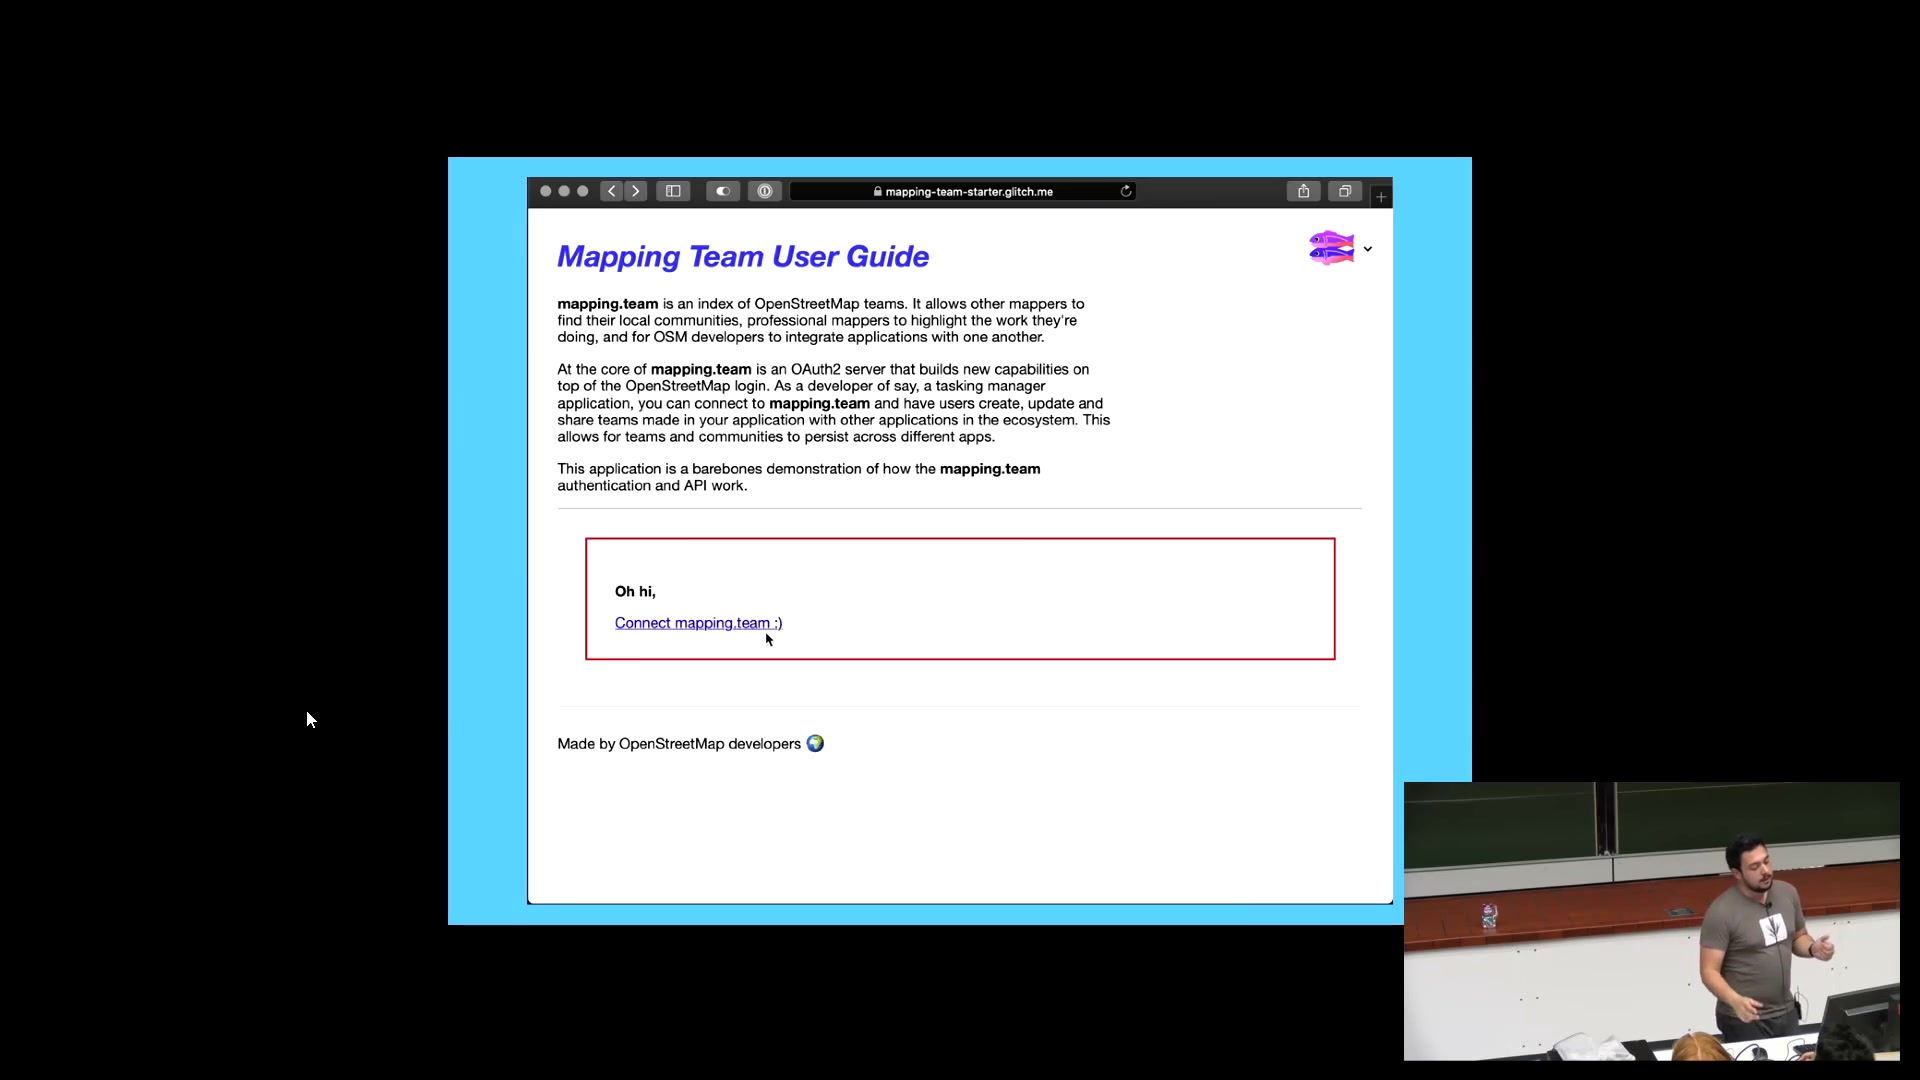 mapping-team-starter.glitch.me
Mapping Team User Guide
mapping.team is an index of OpenStreetMap teams. It allows other mappers to
find their local communities, professional mappers to highlight the work they're
doing, and for OSM developers to integrate applications with one another.
At the core of mapping.team is an OAuth2 server that builds new capabilities on
top of the OpenStreetMap login. As a developer of say, a tasking manager
application, you can connect to mapping.team and have users create, update and
share teams made in your application with other applications in the ecosystem. This
allows for teams and communities to persist across different apps.
This application is a barebones demonstration of how the mapping.team
authentication and API work.
Oh hi,
Connect mapping.team :)
Made by OpenStreetMap developers